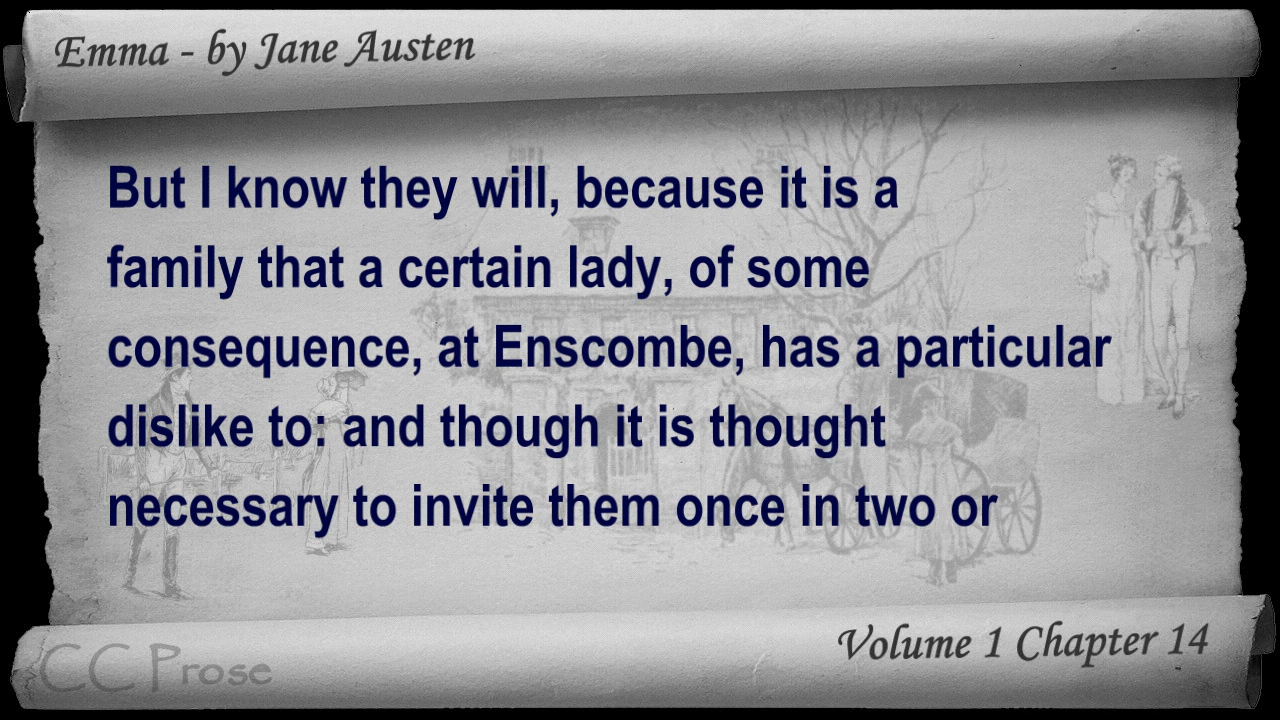 Emma - by Jane Austen
But I know they will, because it is a
family that a certain lady, of some
consequence, at Enscombe, has a particular
dislike to: and though it is thought
necessary to invite them once in two or
Volume 1 Chapter 14
CC Prose